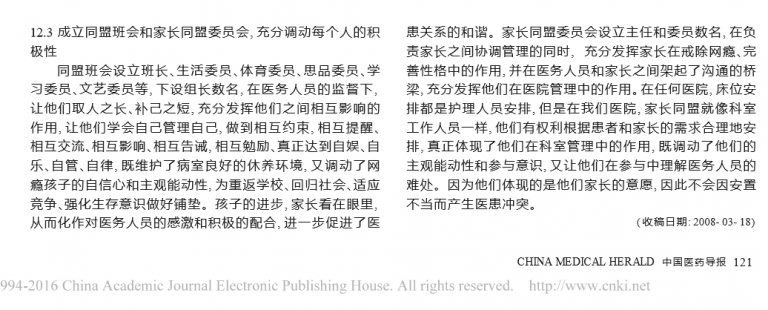 12.3 成立同盟班会和家长同盟委员会,充分调动每个人的积
极性
同盟班会设立班长、生活委员、体育委员、思品委员、学
习委员、文艺委员等,下设组长数名,在医务人员的监督下,
让他们取人之长、补己之短,充分发挥他们之间相互影响的
作用,让他们学会自己管理自己,做到相互约束,相互提醒、
相互交流、相互影响、相互告诫,相互勉励、真正达到自娱、自
乐、自管、自律,既维护了病室良好的休养环境,又调动了网
瘾孩子的自信心和主观能动性,为重返学校、回归社会、适应
竞争、强化生存意识做好铺垫。孩子的进步,家长看在眼里,
从而化作对医务人员的感激和积极的配合,进一步促进了医
患关系的和谐。家长同盟委员会设立主任和委员数名,在负
责家长之间协调管理的同时,充分发挥家长在戒除网瘾、完
善性格中的作用,并在医务人员和家长之间架起了沟通的桥
梁,充分发挥他们在医院管理中的作用。在任何医院,床位安
排都是护理人员安排,但是在我们医院,家长同盟就像科室
工作人员一样,他们有权利根据患者和家长的需求合理地安
排,真正体现了他们在科室管理中的作用,既调动了他们的
主观能动性和参与意识,又让他们在参与中理解医务人员的
难处。因为他们体现的是他们家长的意愿,因此不会因安置
不当而产生医患冲突。
(收稿日期:2008-03-18)
CHINA MEDICAL HERALD 中国医药导报 121
994-2016 China Academic Journal Electronic Publishing House. All rights reserved. http://www.cnki.net